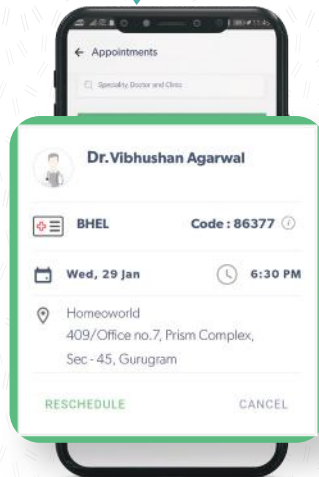 ← Appointments
Speciality, Doctor and Clinic
Dr. Vibhushan Agarwal
BHEL Code : 86377
Wed, 29 Jan 6:30 PM
Homeoworld
409/Office no.7, Prism Complex,
Sec - 45, Gurugram
RESCHEDULE CANCEL